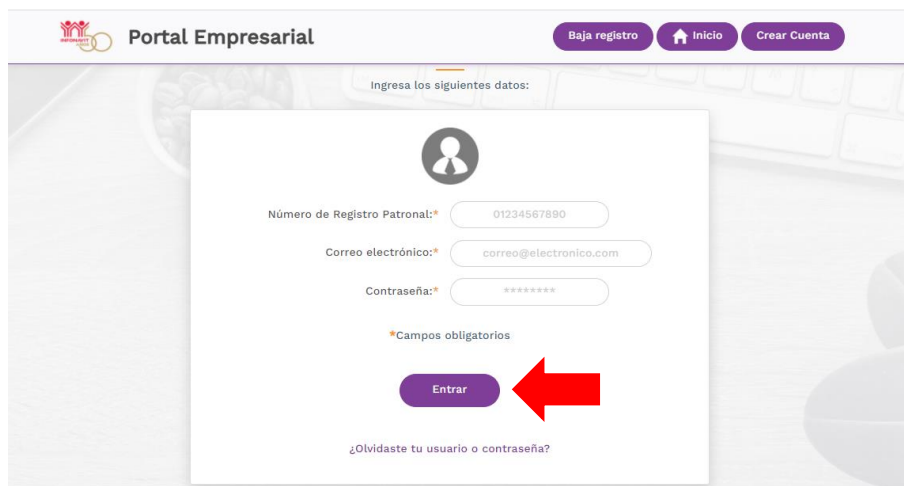 INFONAVIT
Portal Empresarial
Baja registro
Inicio
Crear Cuenta
Ingresa los siguientes datos:
Número de Registro Patronal:* 01234567890
Correo electrónico:* correo@electronico.com
Contraseña:* ********
*Campos obligatorios
Entrar
¿Olvidaste tu usuario o contraseña?